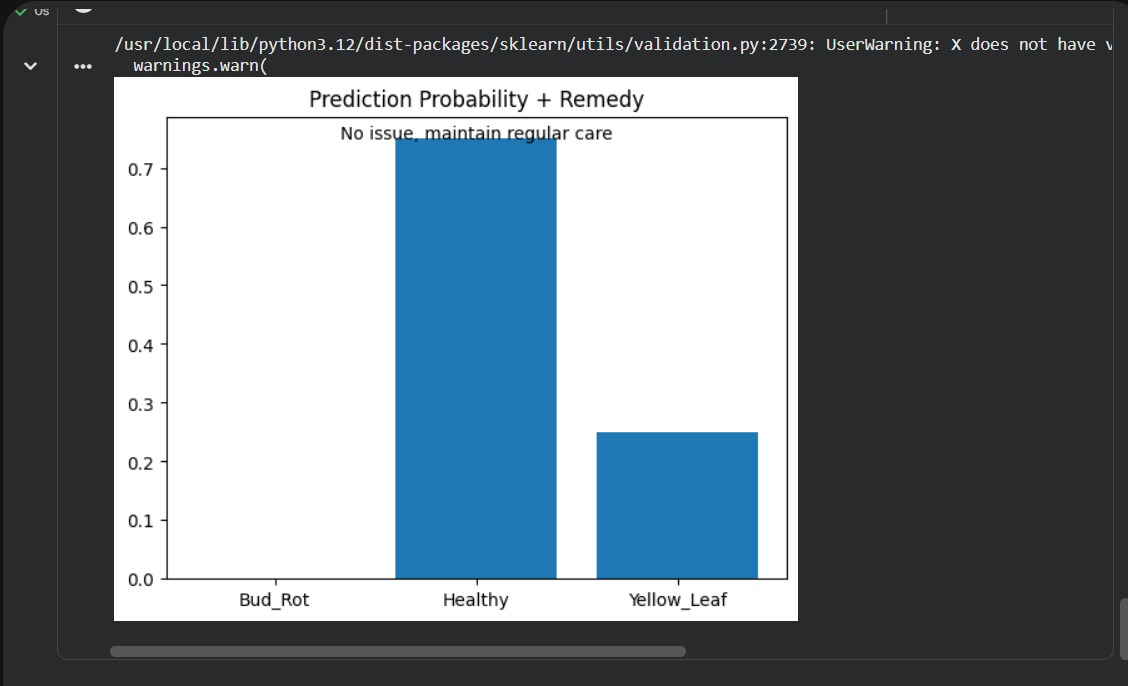 os
/usr/local/lib/python3.12/dist-packages/sklearn/utils/validation.py:2739: UserWarning: X does not have
warnings.warn(
Prediction Probability + Remedy
No issue, maintain regular care
0.7
0.6
0.5
0.4
0.3
0.2
0.1
0.0
Bud_Rot Healthy Yellow_Leaf